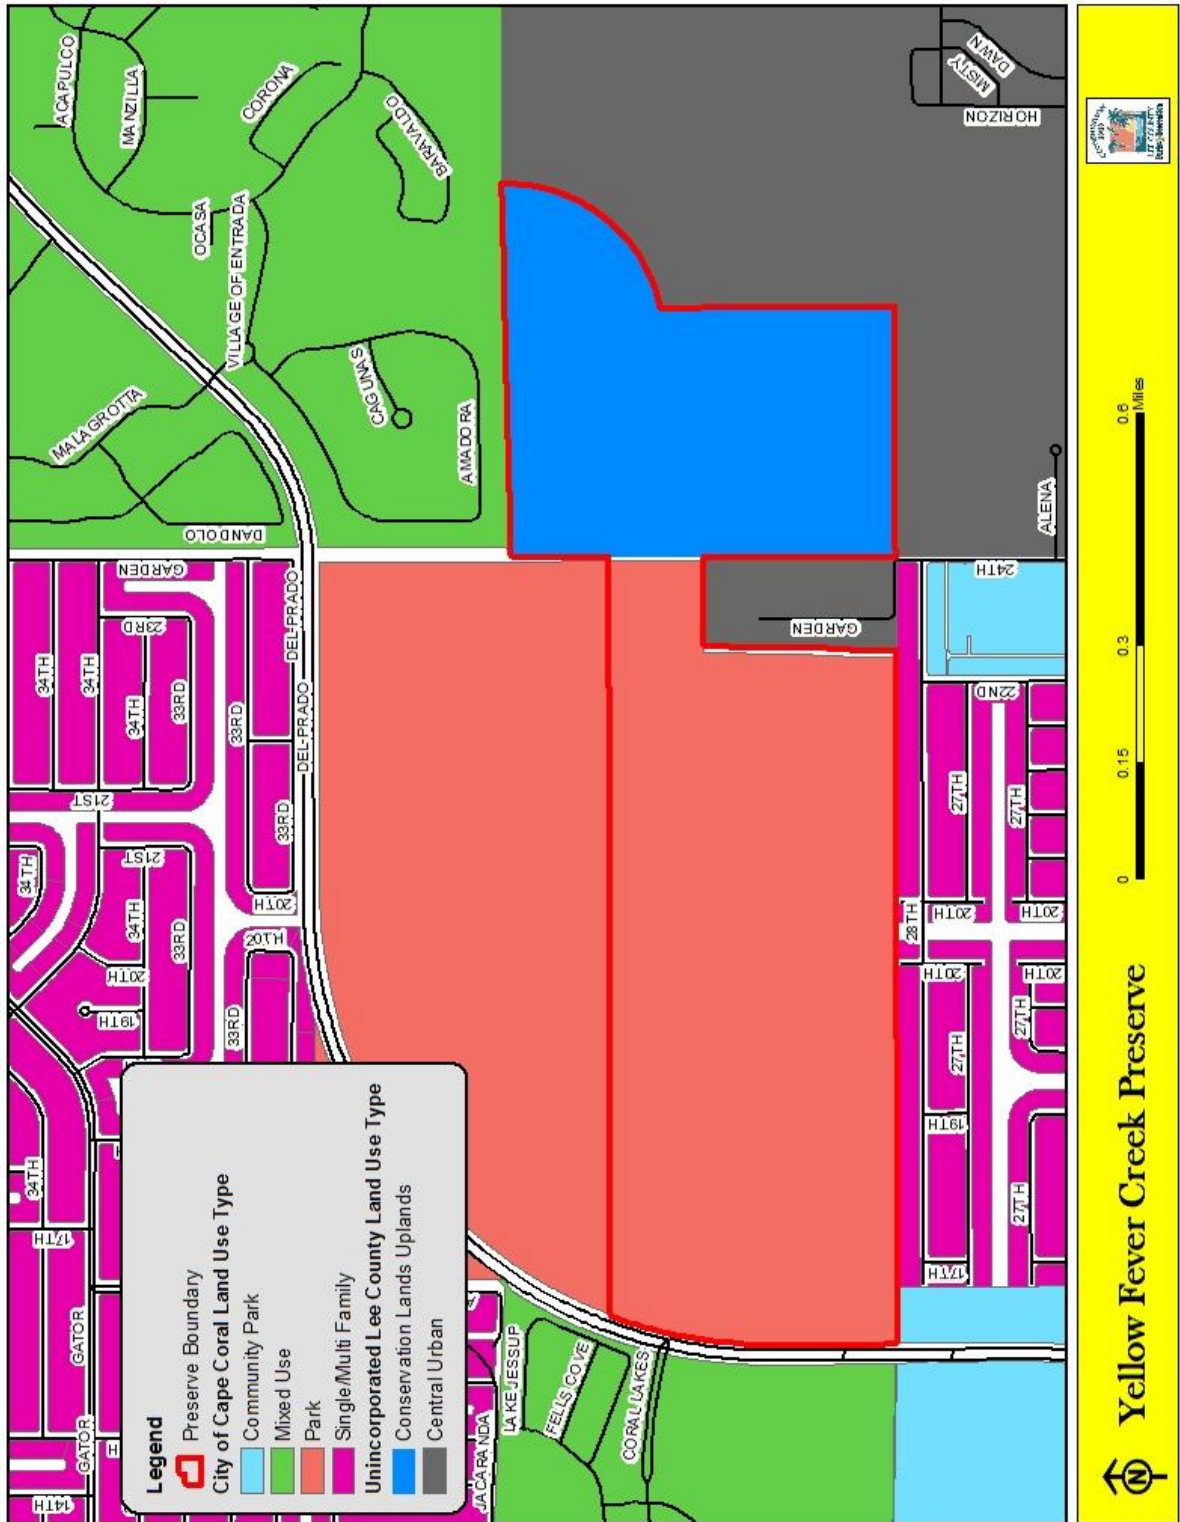 14TH
GATOR
H
GATOR
17TH
34TH
34TH
21ST
34TH
34TH
Legend
Preserve Boundary
City of Cape Coral Land Use Type
Community Park
Mixed Use
Park
Single/Multi Family
Unincorporated Lee County Land Use Type
Conservation Lands Uplands
Central Urban
19TH
20TH
34TH
21ST
34TH
23RD
GARDEN
33RD
33RD
33RD
20TH
20TH
33RD
33RD
DEL-PRADO
DEL-PRADO
DANDOLO
MALAGROTTA
ACAPULCO
MANZILLA
OCASA
VILLAGE OF ENTRADA
CORONA
BARAVALDO
CAGUNAS
AMADORA
JACARANDA
LAKE JESSUP
FELLS COVE
CORAL LAKES
GARDEN
28TH
17TH
19TH
27TH
20TH
20TH
27TH
22ND
24TH
27TH
27TH
20TH
20TH
27TH
ALENA
HORIZON
MISTY
DAWN
N
Yellow Fever Creek Preserve
0
0.15
0.3
0.6
Miles
CONSERVATION
LEE COUNTY